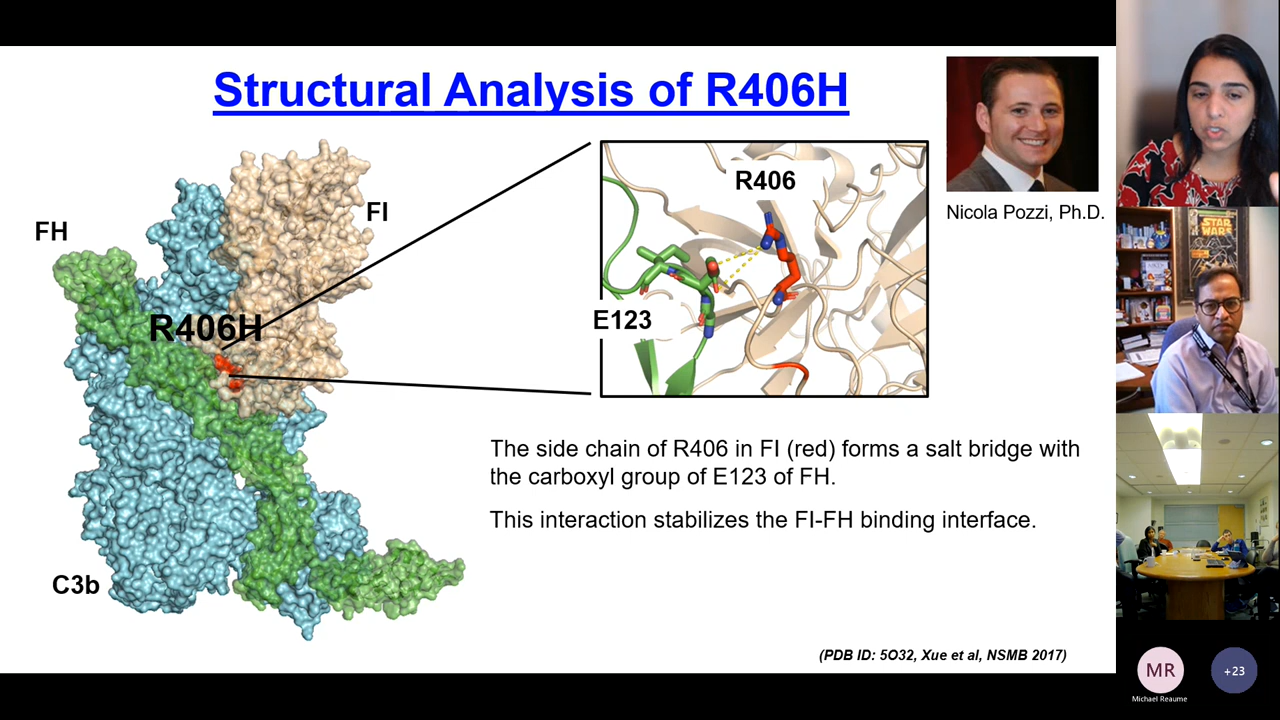 Structural Analysis of R406H
Nicola Pozzi, Ph.D.
FH
FI
R406H
C3b
R406
E123
The side chain of R406 in FI (red) forms a salt bridge with
the carboxyl group of E123 of FH.
This interaction stabilizes the FI-FH binding interface.
(PDB ID: 5O32, Xue et al, NSMB 2017)
STAR
WARS
MR
Michael Reaume
+23